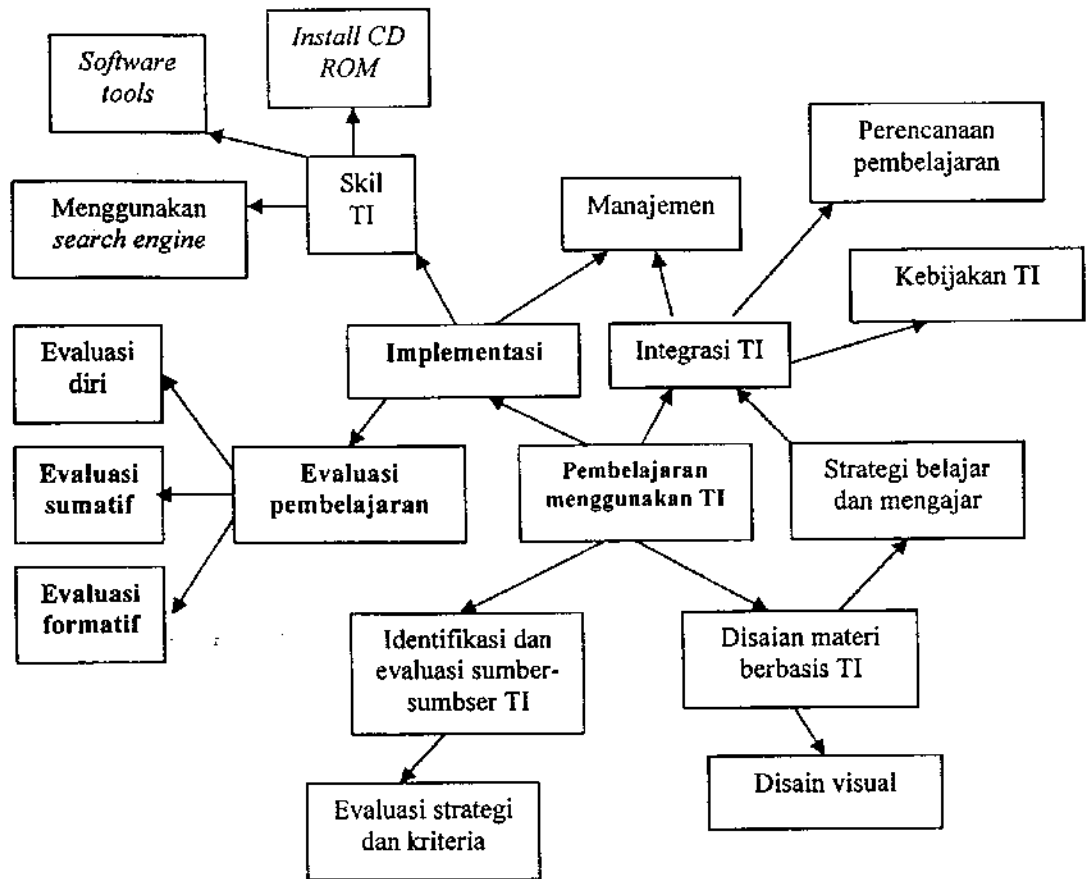 Install CD
ROM
Software
tools
Perencanaan
pembelajaran
Skil
TI
Manajemen
Menggunakan
search engine
Kebijakan TI
Evaluasi
diri
Implementasi
Integrasi TI
Evaluasi
sumatif
Evaluasi
pembelajaran
Pembelajaran
menggunakan TI
Strategi belajar
dan mengajar
Evaluasi
formatif
Identifikasi dan
evaluasi sumber-
sumbser TI
Disaian materi
berbasis TI
Disain visual
Evaluasi strategi
dan kriteria